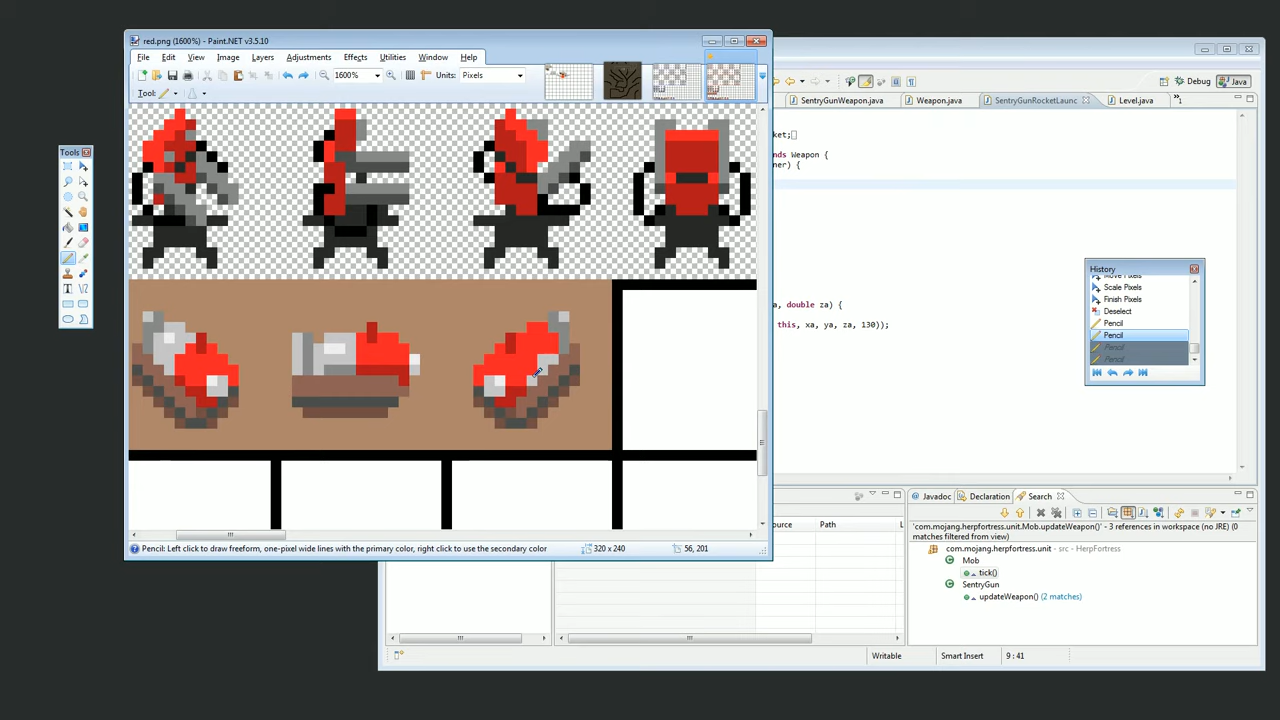 red.png (1600%) - Paint.NET v3.5.10
File Edit View Image Layers Adjustments Effects Utilities Window Help
1600% Units: Pixels
Tool:
Tools
Debug Java
SentryGunWeapon.java Weapon.java SentryGunRocketLaunc Level.java »1
ket;
nds Weapon {
ner) {
a, double za) {
this, xa, ya, za, 130));
History
Move Pixels
Scale Pixels
Finish Pixels
Deselect
Pencil
Pencil
Pencil
Pencil
Javadoc Declaration Search
ource Path L
'com.mojang.herpfortress.unit.Mob.updateWeapon()' - 3 references in workspace (no JRE) (0
matches filtered from view)
com.mojang.herpfortress.unit - src - HerpFortress
Mob
tick()
SentryGun
updateWeapon() (2 matches)
Pencil: Left click to draw freeform, one-pixel wide lines with the primary color, right click to use the secondary color 320 x 240 56, 201
Writable Smart Insert 9 : 41